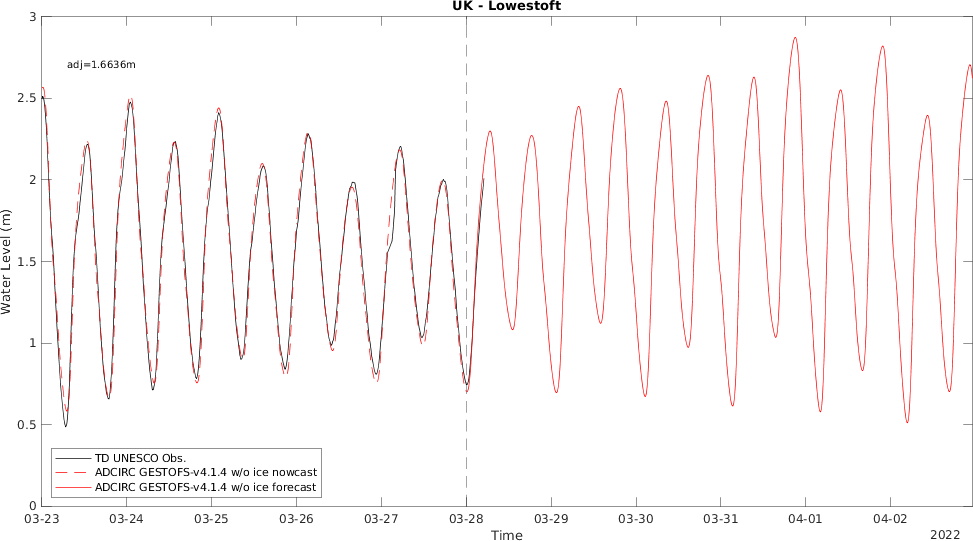 UK - Lowestoft
adj=1.6636m
3
2.5
2
1.5
1
0.5
0
Water Level (m)
TD UNESCO Obs.
ADCIRC GESTOFS-v4.1.4 w/o ice nowcast
ADCIRC GESTOFS-v4.1.4 w/o ice forecast
03-23 03-24 03-25 03-26 03-27 03-28 03-29 03-30 03-31 04-01 04-02
Time
2022